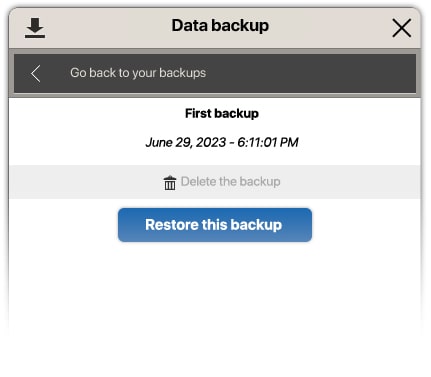 Data backup
Go back to your backups
First backup
June 29, 2023 - 6:11:01 PM
Delete the backup
Restore this backup